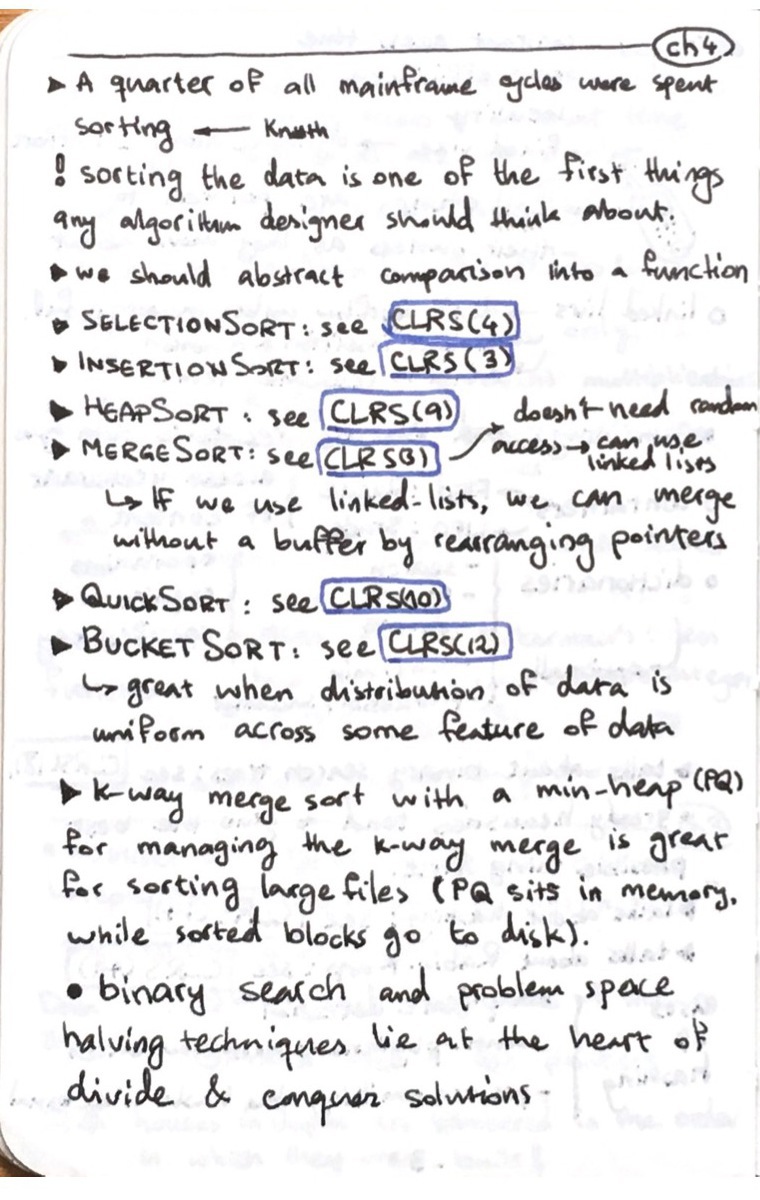 ch4
▸ A quarter of all mainframe cycles were spent
sorting ← Knuth
! sorting the data is one of the first things
any algorithm designer should think about.
▸ we should abstract comparison into a function
▸ SELECTIONSORT: see CLRS(4)
▸ INSERTIONSORT: see CLRS(3)
▸ HEAPSORT: see CLRS(9)
▸ MERGESORT: see CLRS(3)
doesn't need random
access → can use
linked lists
↳ If we use linked-lists, we can merge
without a buffer by rearranging pointers
▸ QUICKSORT: see CLRS(10)
▸ BUCKET SORT: see CLRS(12)
↳ great when distribution of data is
uniform across some feature of data
▸ K-way merge sort with a min-heap (PQ)
for managing the K-way merge is great
for sorting large files (PQ sits in memory,
while sorted blocks go to disk).
• binary search and problem space
halving techniques lie at the heart of
divide & conquer solutions